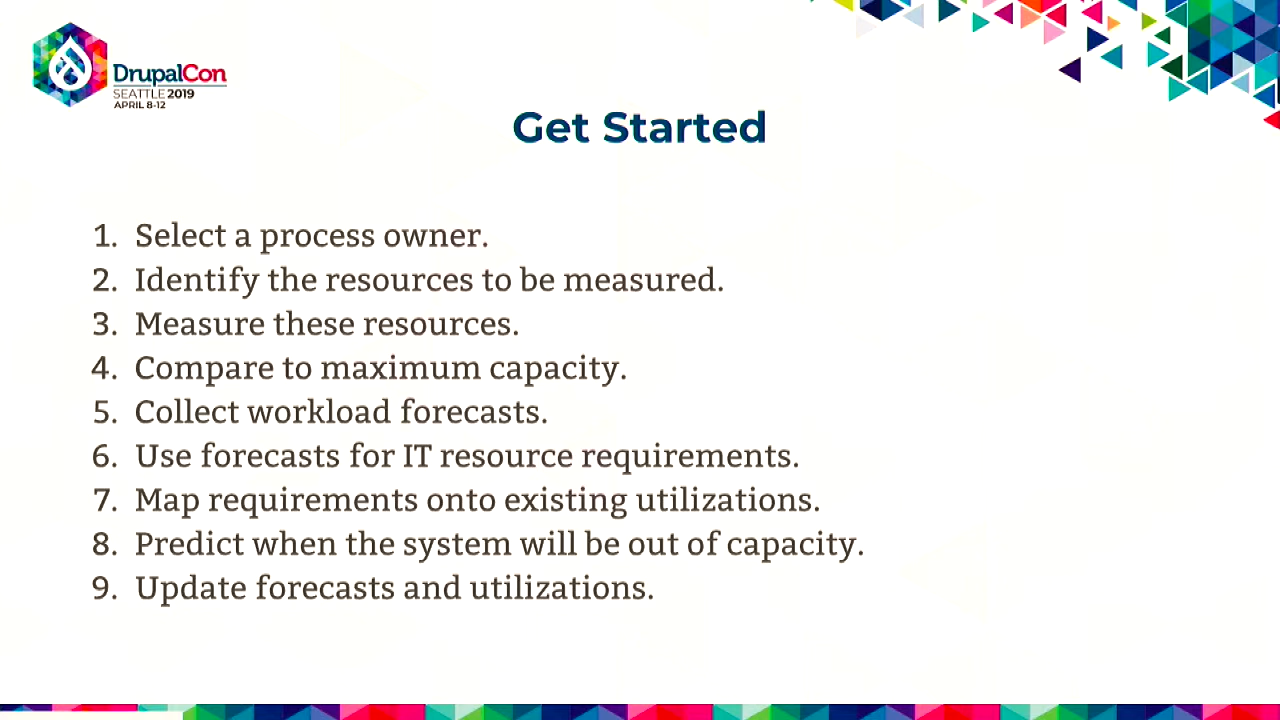 DrupalCon
SEATTLE 2019
APRIL 8-12
Get Started
1. Select a process owner.
2. Identify the resources to be measured.
3. Measure these resources.
4. Compare to maximum capacity.
5. Collect workload forecasts.
6. Use forecasts for IT resource requirements.
7. Map requirements onto existing utilizations.
8. Predict when the system will be out of capacity.
9. Update forecasts and utilizations.